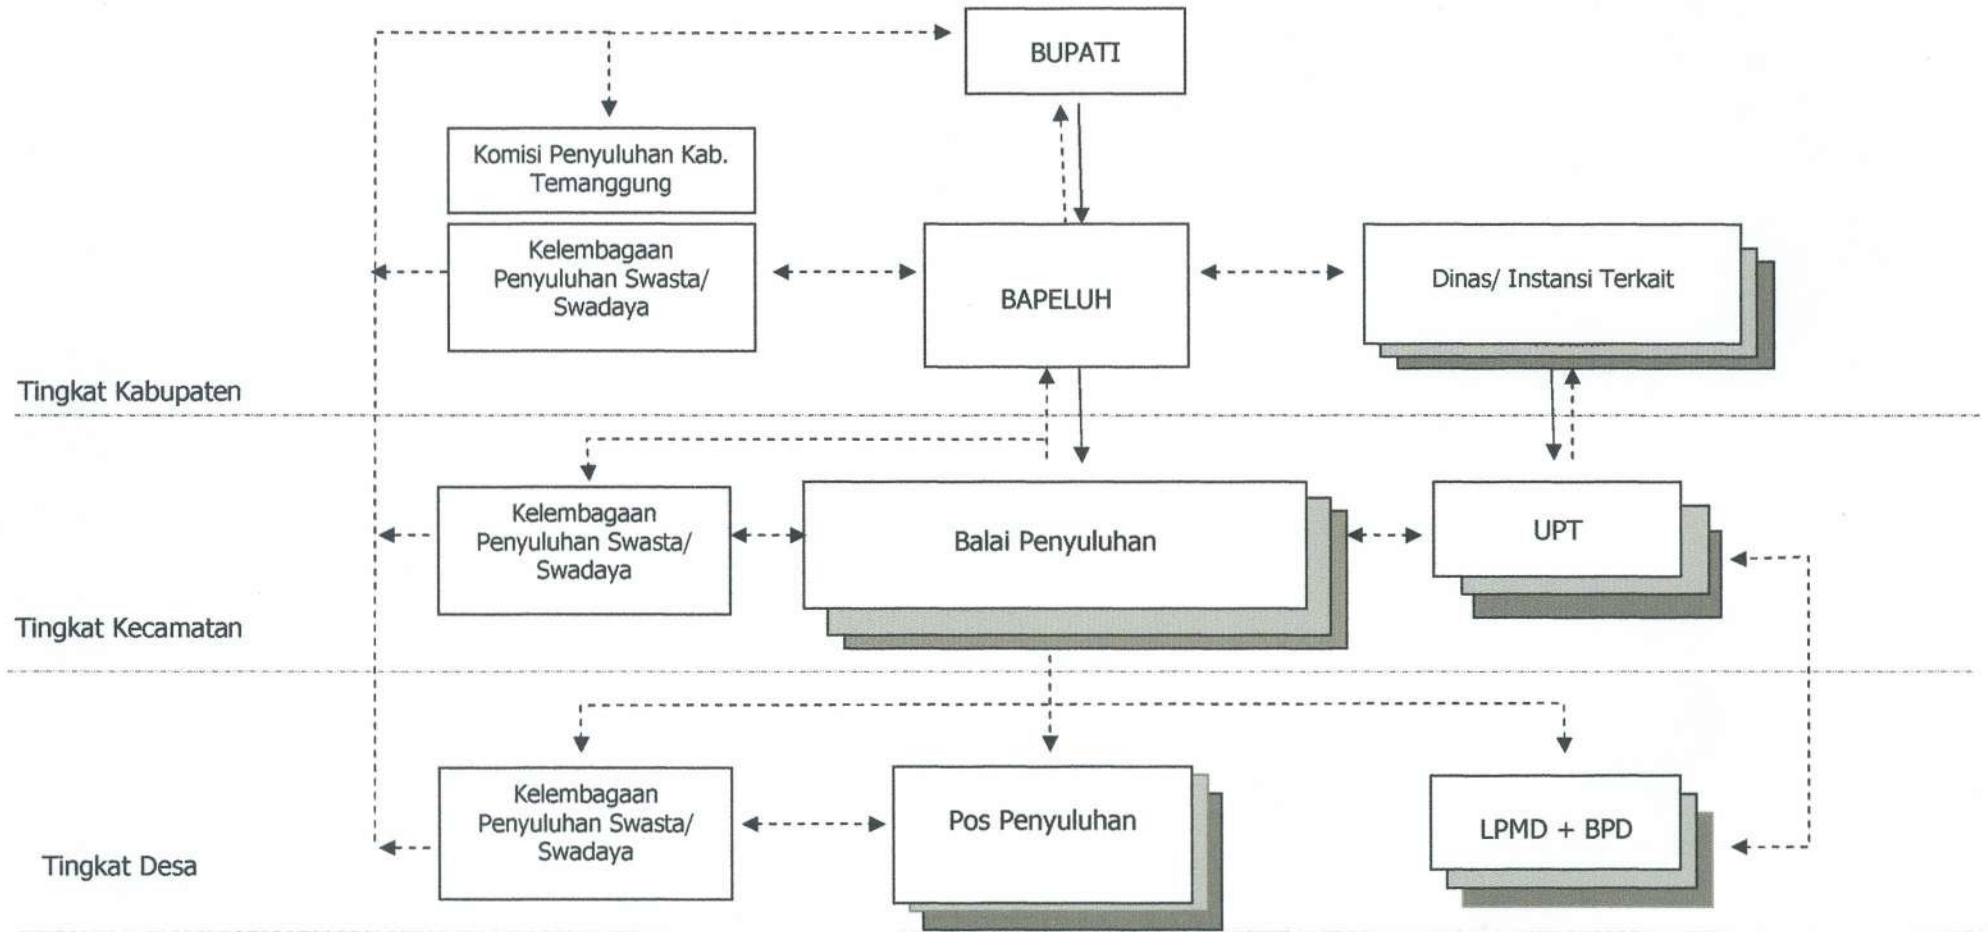 BUPATI
Komisi Penyuluhan Kab.
Temanggung
Kelembagaan
Penyuluhan Swasta/
Swadaya
BAPELUH
Dinas/ Instansi Terkait
Tingkat Kabupaten
Kelembagaan
Penyuluhan Swasta/
Swadaya
Balai Penyuluhan
UPT
Tingkat Kecamatan
Kelembagaan
Penyuluhan Swasta/
Swadaya
Pos Penyuluhan
LPMD + BPD
Tingkat Desa